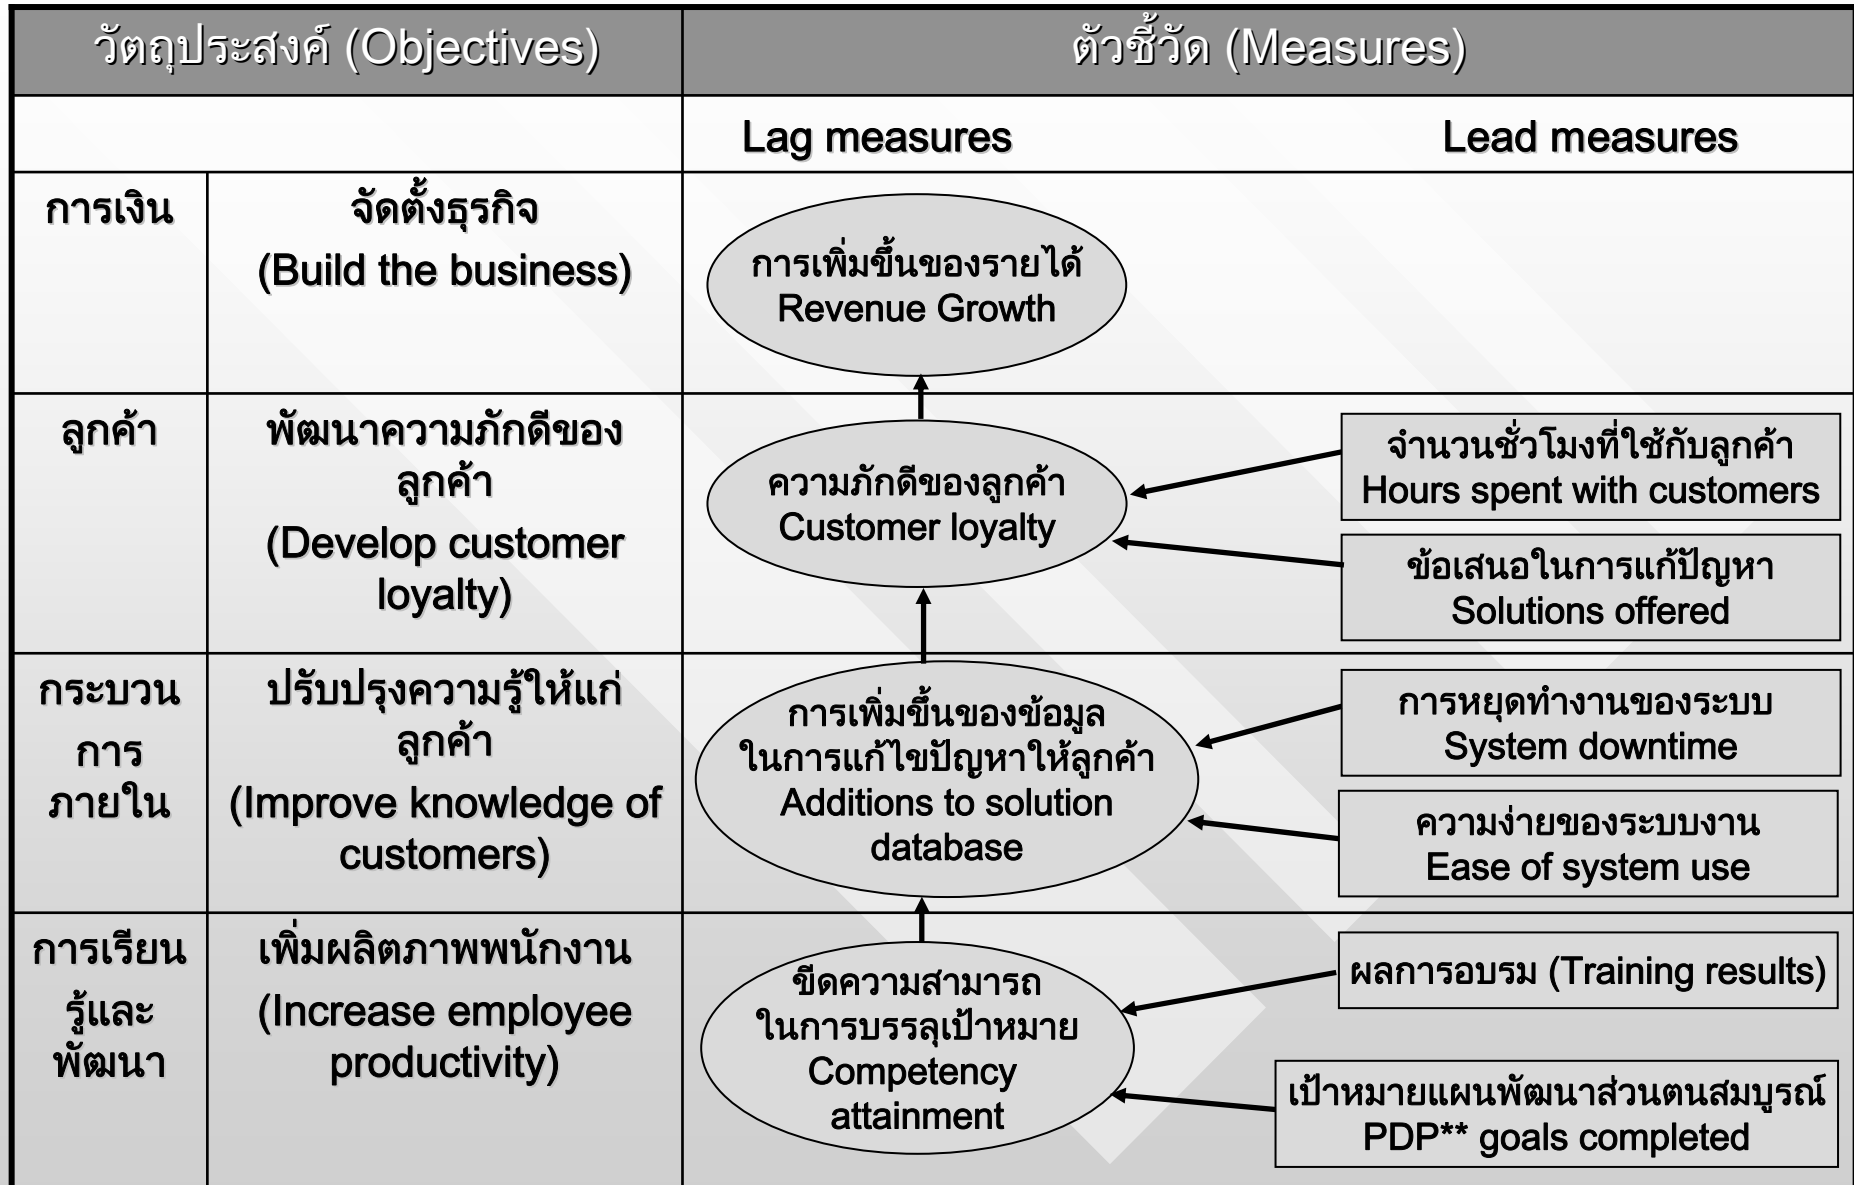 วัตถุประสงค์ (Objectives)
ตัวชี้วัด (Measures)
Lag measures
Lead measures
การเงิน
จัดตั้งธุรกิจ
(Build the business)
การเพิ่มขึ้นของรายได้
Revenue Growth
ลูกค้า
พัฒนาความภักดีของ
ลูกค้า
(Develop customer
loyalty)
ความภักดีของลูกค้า
Customer loyalty
จำนวนชั่วโมงที่ใช้กับลูกค้า
Hours spent with customers
ข้อเสนอในการแก้ปัญหา
Solutions offered
กระบวน
การ
ภายใน
ปรับปรุงความรู้ให้แก่
ลูกค้า
(Improve knowledge of
customers)
การเพิ่มขึ้นของข้อมูล
ในการแก้ไขปัญหาให้ลูกค้า
Additions to solution
database
การหยุดทำงานของระบบ
System downtime
ความง่ายของระบบงาน
Ease of system use
การเรียน
รู้และ
พัฒนา
เพิ่มผลิตภาพพนักงาน
(Increase employee
productivity)
ขีดความสามารถ
ในการบรรลุเป้าหมาย
Competency
attainment
ผลการอบรม (Training results)
เป้าหมายแผนพัฒนาส่วนตนสมบูรณ์
PDP** goals completed